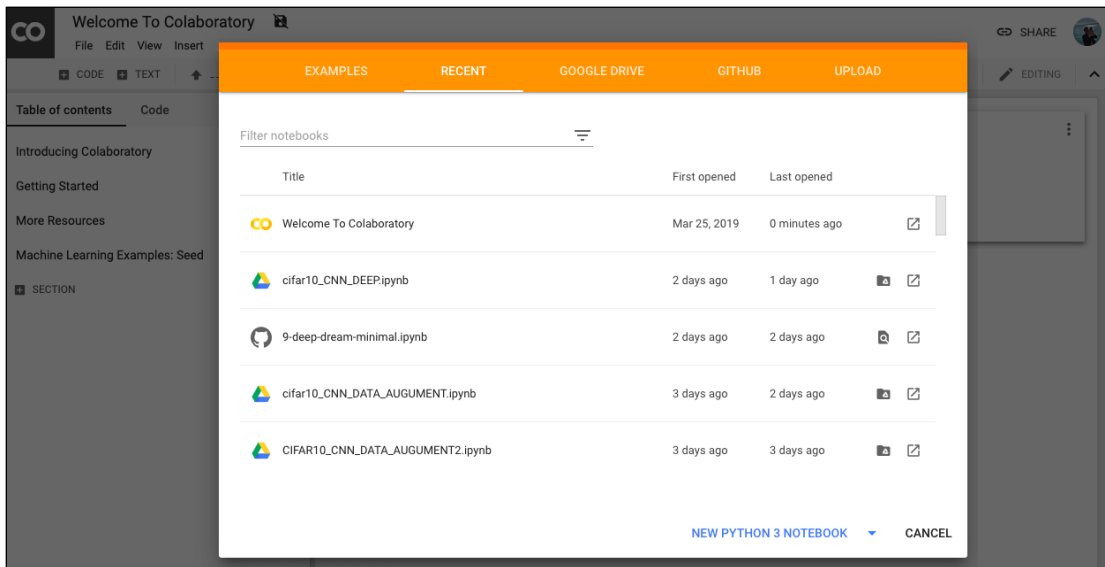 CO Welcome To Colaboratory
File Edit View Insert
SHARE
CODE TEXT
EDITING
EXAMPLES RECENT GOOGLE DRIVE GITHUB UPLOAD
Table of contents Code
Introducing Colaboratory
Getting Started
More Resources
Machine Learning Examples: Seed
SECTION
Filter notebooks
Title First opened Last opened
CO Welcome To Colaboratory Mar 25, 2019 0 minutes ago
cifar10_CNN_DEEP.ipynb 2 days ago 1 day ago
9-deep-dream-minimal.ipynb 2 days ago 2 days ago
cifar10_CNN_DATA_AUGUMENT.ipynb 3 days ago 2 days ago
CIFAR10_CNN_DATA_AUGUMENT2.ipynb 3 days ago 3 days ago
NEW PYTHON 3 NOTEBOOK CANCEL